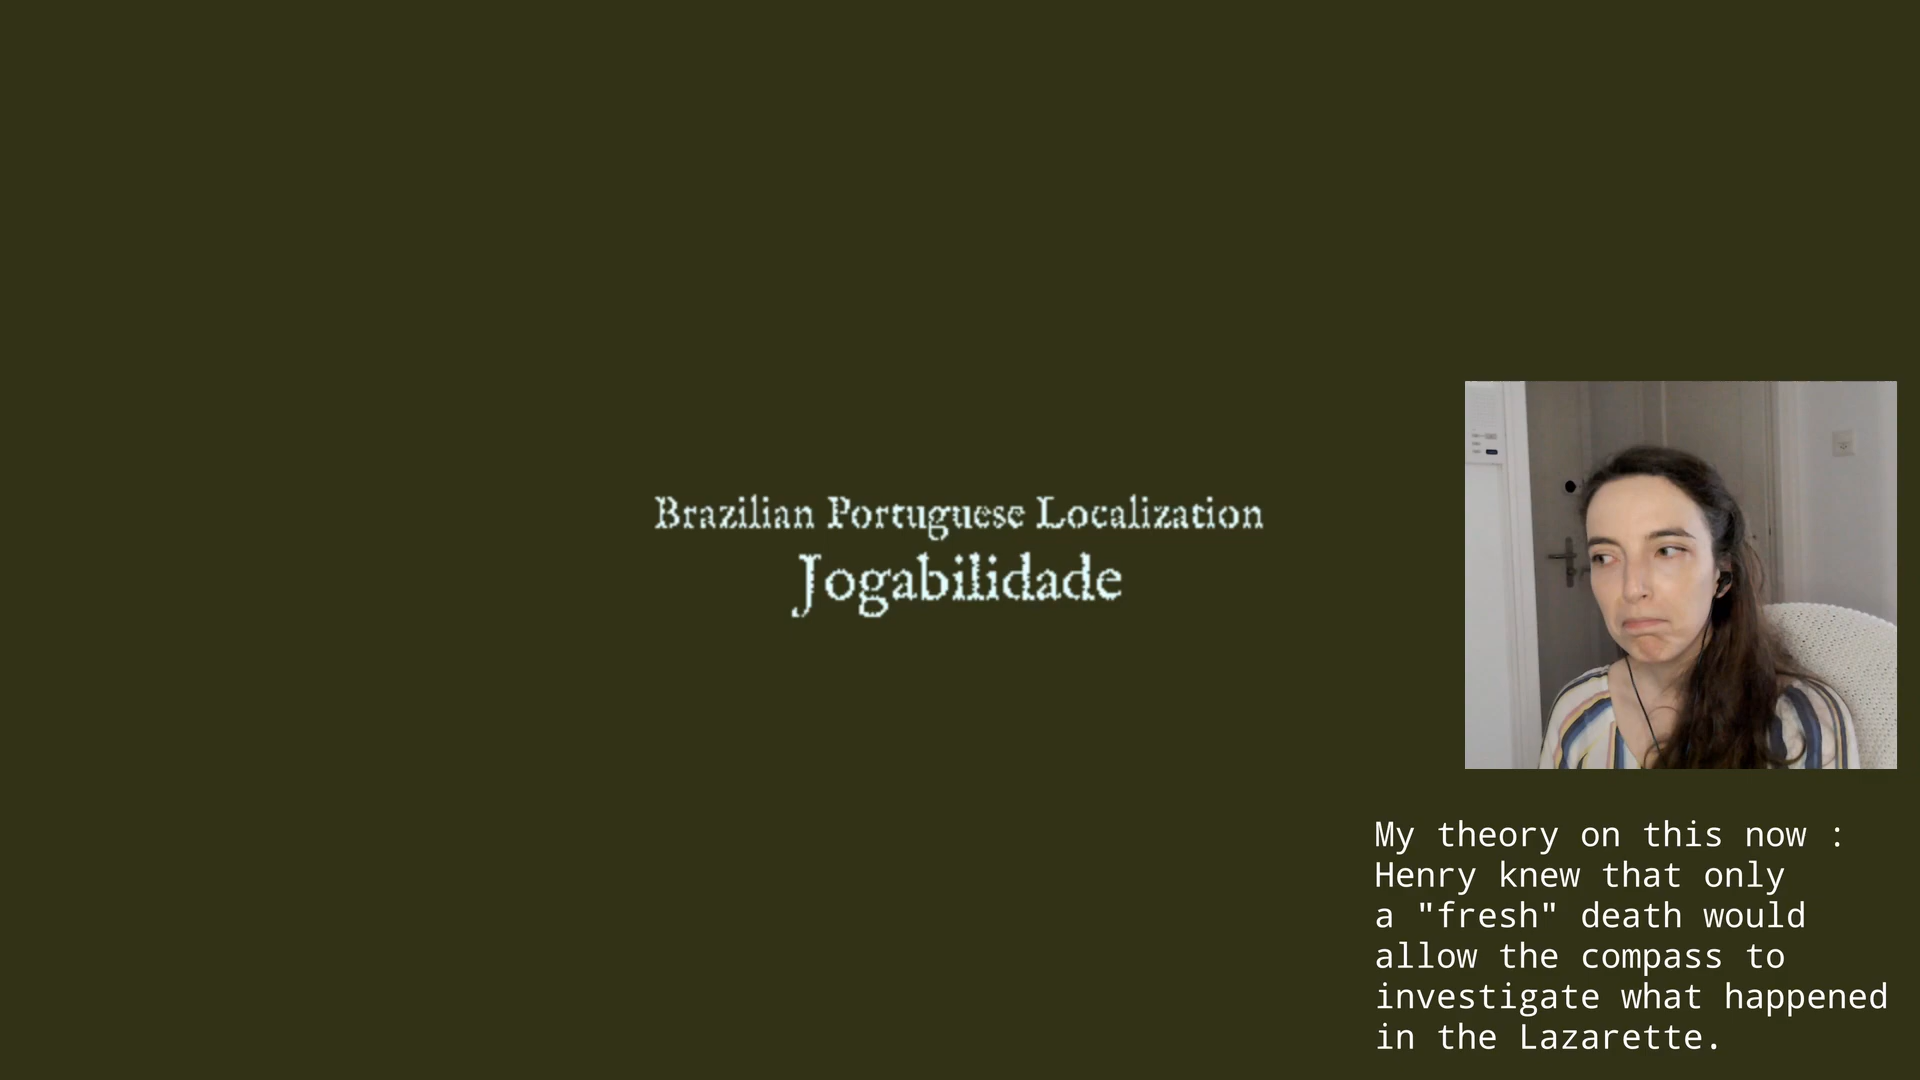 Brazilian Portuguese Localization
Jogabilidade
My theory on this now :
Henry knew that only
a "fresh" death would
allow the compass to
investigate what happened
in the Lazarette.